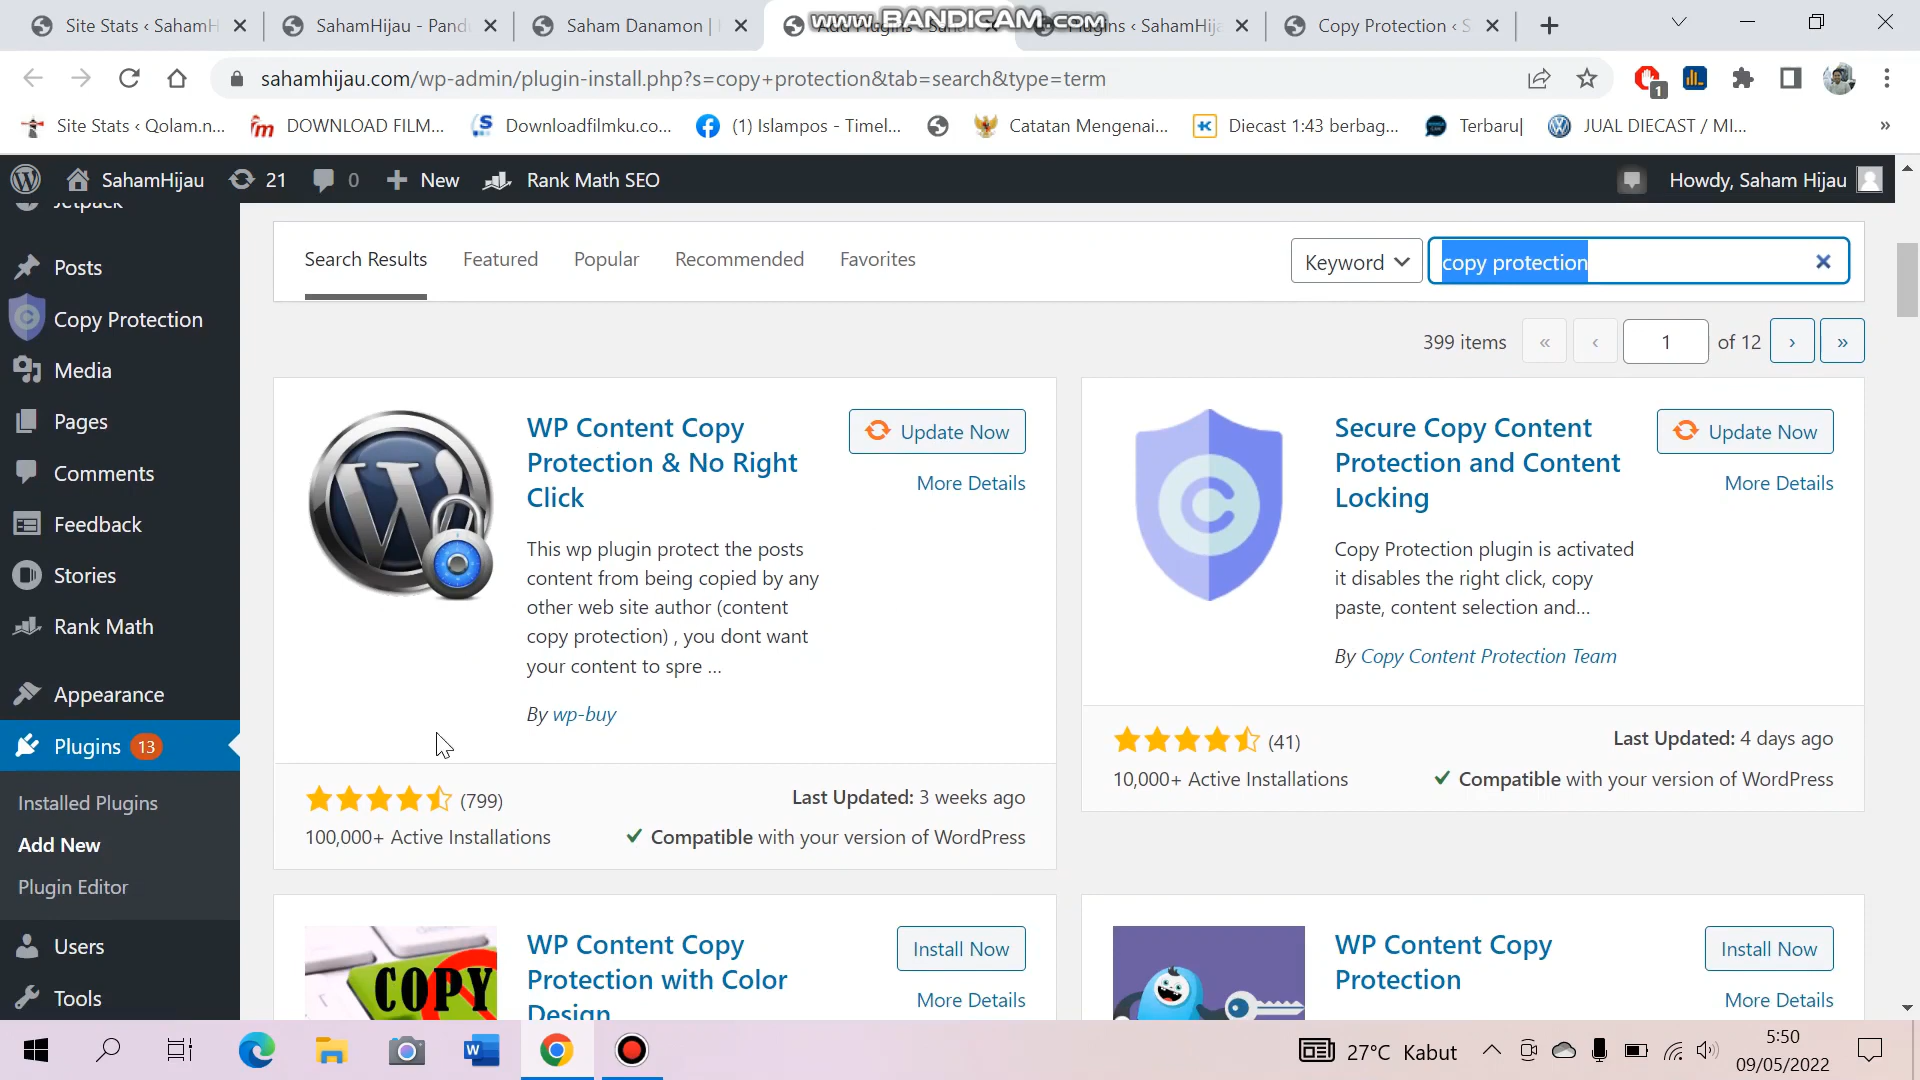 www.BANDICAM.com
Site Stats ‹ SahamH
SahamHijau - Pandu
Saham Danamon |
Plugins ‹ SahamHija
Copy Protection ‹ S
sahamhijau.com/wp-admin/plugin-install.php?s=copy+protection&tab=search&type=term
1
Site Stats ‹ Qolam.n...
DOWNLOAD FILM...
Downloadfilmku.co...
(1) Islampos - Timel...
Catatan Mengenai...
Diecast 1:43 berbag...
Terbaru|
JUAL DIECAST / MI...
»
SahamHijau
21
0
New
Rank Math SEO
Howdy, Saham Hijau
Jetpack
Posts
Copy Protection
Media
Pages
Comments
Feedback
Stories
Rank Math
Appearance
Plugins 13
Installed Plugins
Add New
Plugin Editor
Users
Tools
Search Results
Featured
Popular
Recommended
Favorites
Keyword
copy protection
399 items
«
‹
1
of 12
›
»
WP Content Copy
Protection & No Right
Click
Update Now
More Details
This wp plugin protect the posts
content from being copied by any
other web site author (content
copy protection) , you dont want
your content to spre ...
By wp-buy
(799)
100,000+ Active Installations
Last Updated: 3 weeks ago
Compatible with your version of WordPress
Secure Copy Content
Protection and Content
Locking
Update Now
More Details
Copy Protection plugin is activated
it disables the right click, copy
paste, content selection and...
By Copy Content Protection Team
(41)
10,000+ Active Installations
Last Updated: 4 days ago
Compatible with your version of WordPress
COPY
WP Content Copy
Protection with Color
Design
Install Now
More Details
WP Content Copy
Protection
Install Now
More Details
27°C Kabut
5:50
09/05/2022